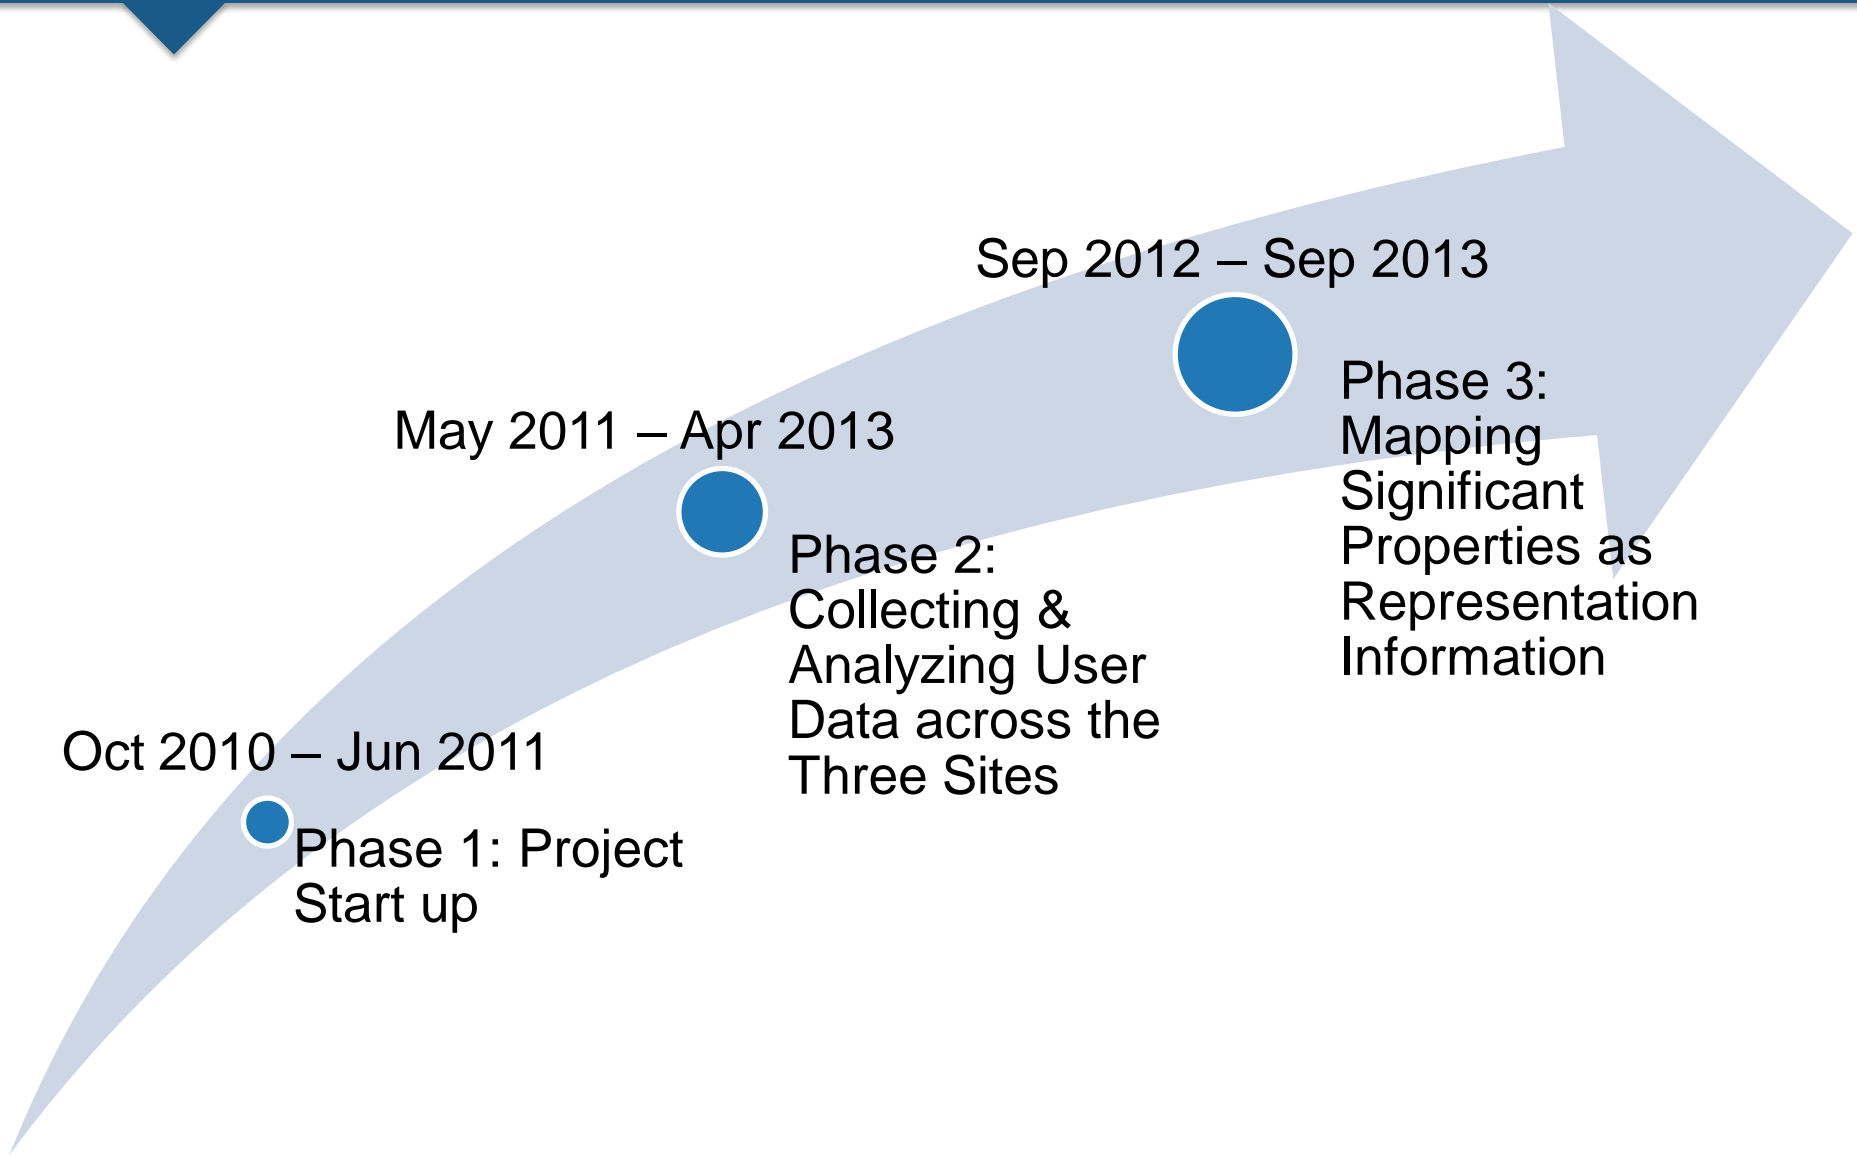 Oct 2010 – Jun 2011
Phase 1: Project
Start up
May 2011 – Apr 2013
Phase 2:
Collecting &
Analyzing User
Data across the
Three Sites
Sep 2012 – Sep 2013
Phase 3:
Mapping
Significant
Properties as
Representation
Information